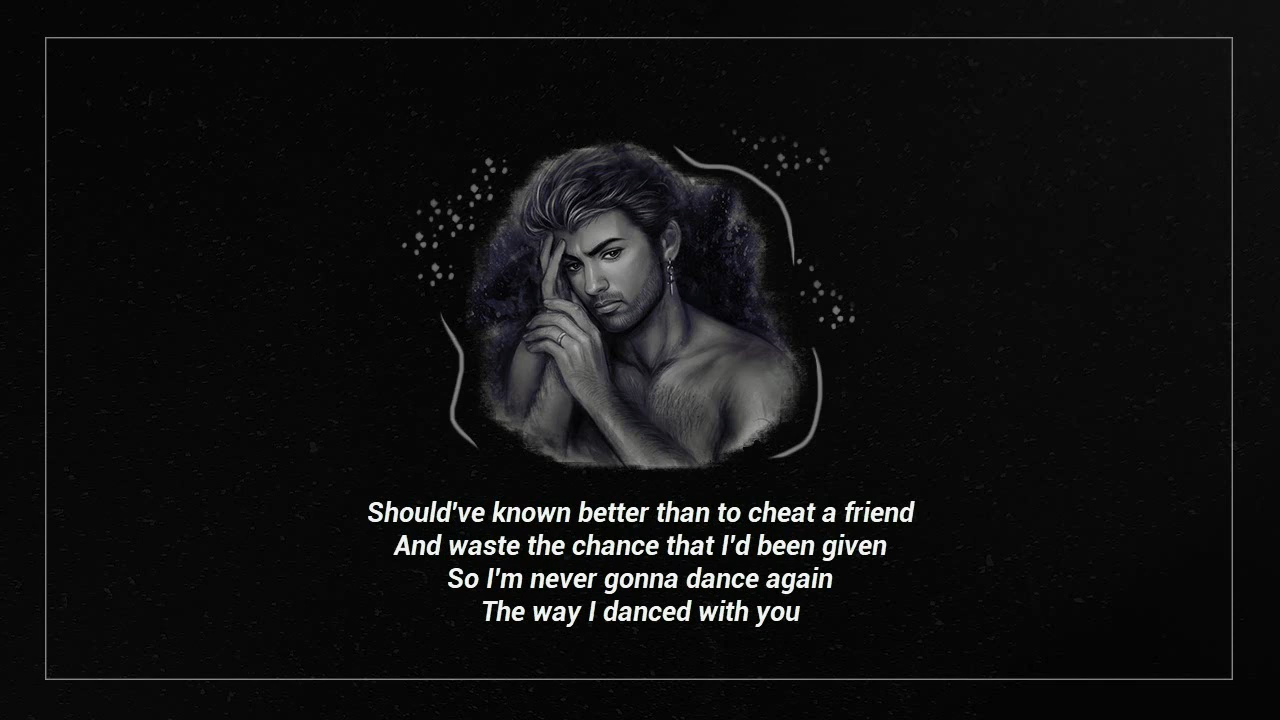 Should've known better than to cheat a friend
And waste the chance that I'd been given
So I'm never gonna dance again
The way I danced with you